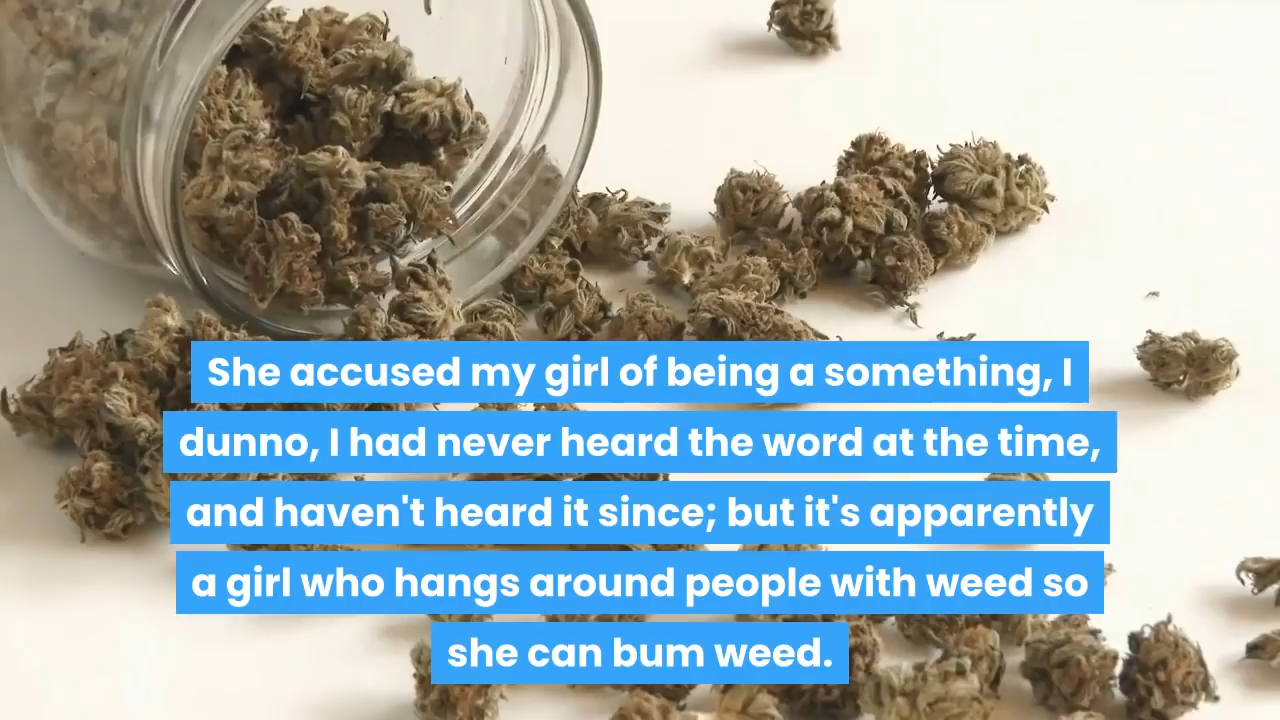 She accused my girl of being a something, I
dunno, I had never heard the word at the time,
and haven't heard it since; but it's apparently
a girl who hangs around people with weed so
she can bum weed.